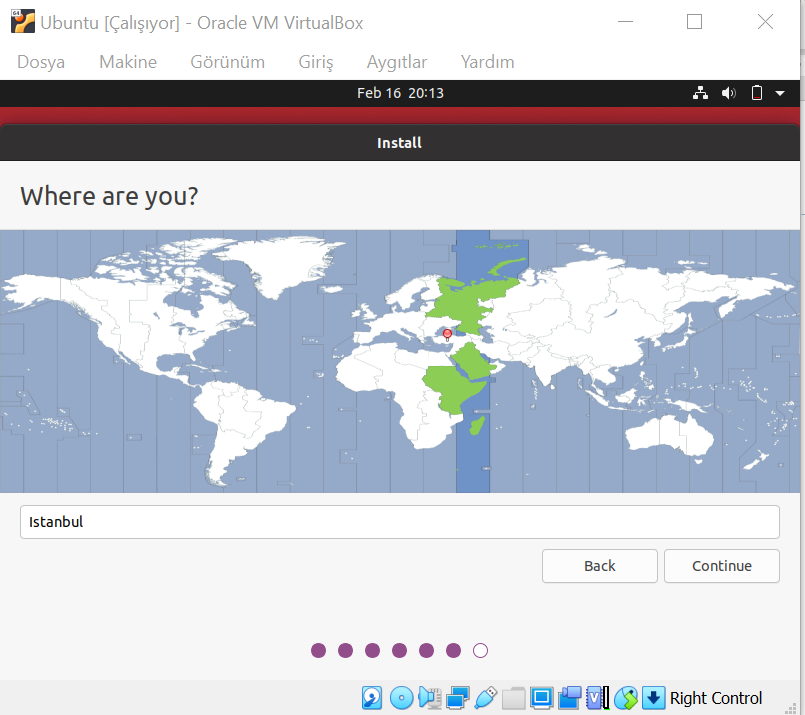 Ubuntu [Çalışıyor] - Oracle VM VirtualBox
Dosya Makine Görünüm Giriş Aygıtlar Yardım
Feb 16 20:13
Install
Where are you?
Istanbul
Back Continue
Right Control